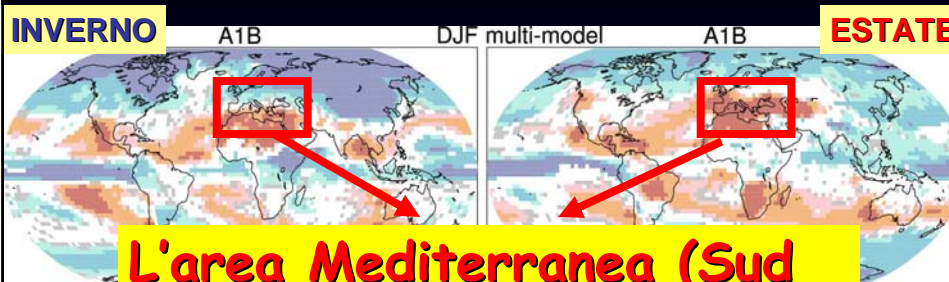 INVERNO A1B DJF multi-model A1B ESTATE
L'area Mediterranea (Sud